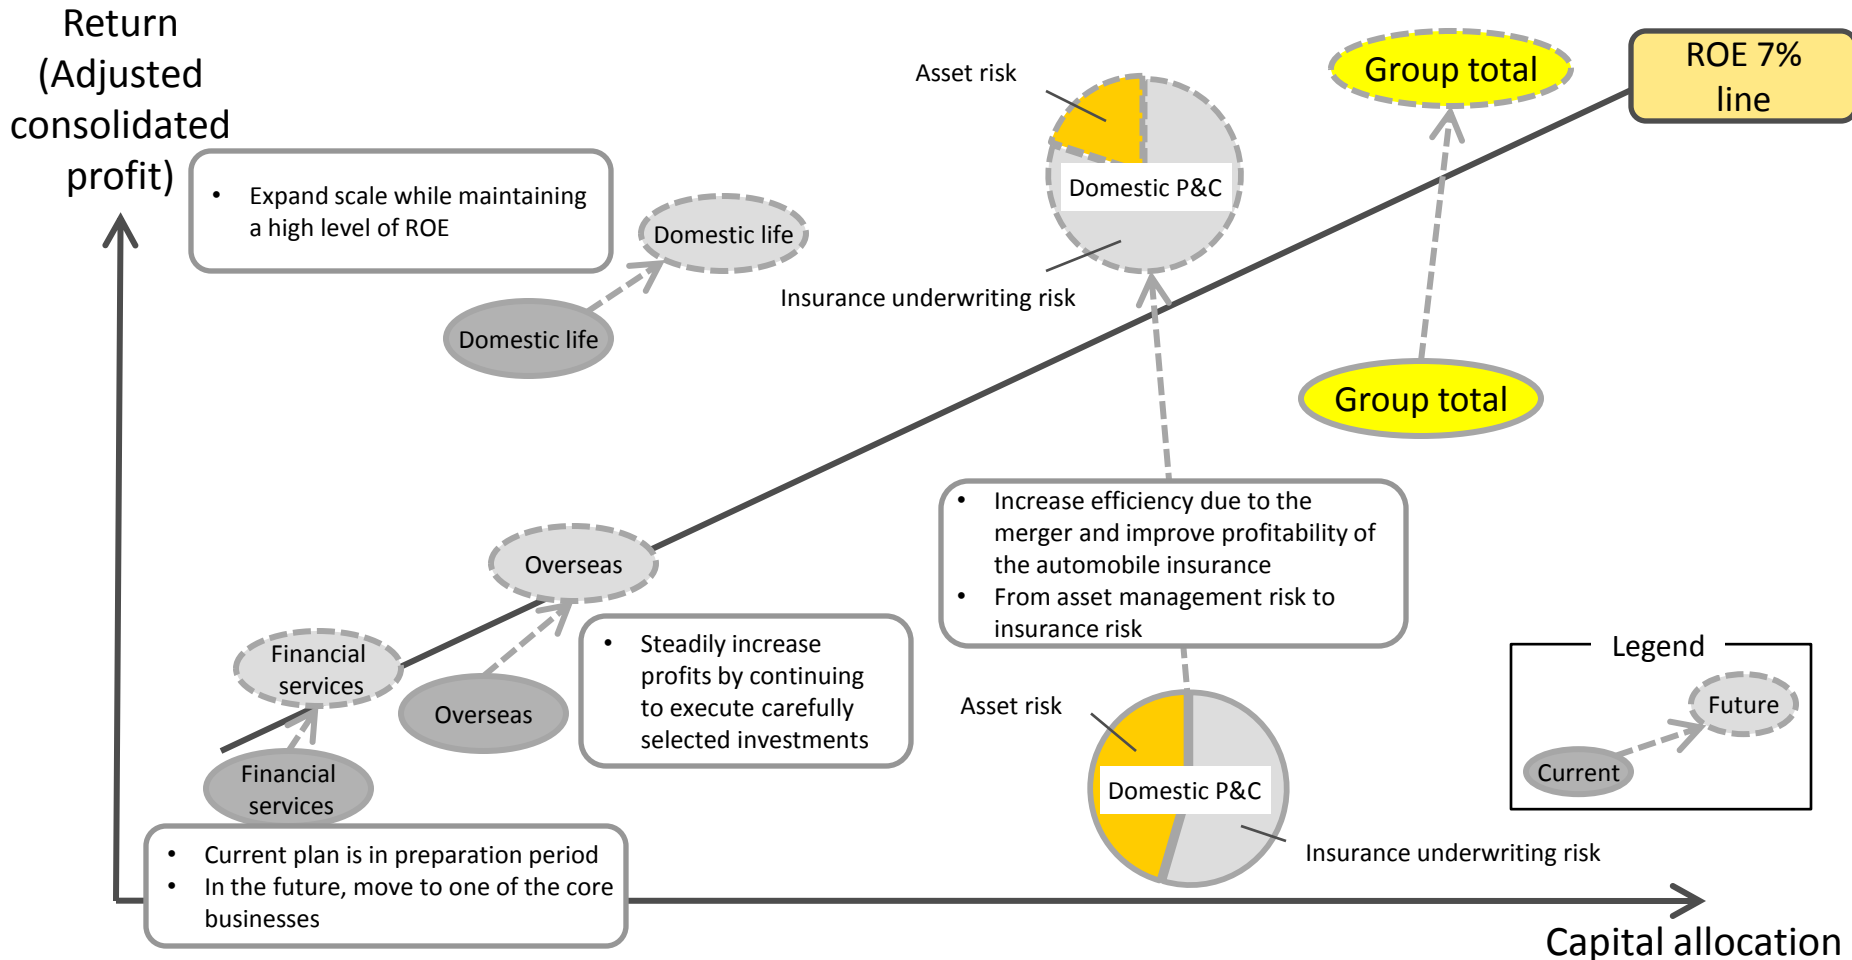 Return
(Adjusted
consolidated
profit)
• Expand scale while maintaining
a high level of ROE
Domestic life
Domestic life
Asset risk
Domestic P&C
Insurance underwriting risk
Group total
ROE 7%
line
Group total
Overseas
Overseas
Financial
services
Financial
services
• Steadily increase
profits by continuing
to execute carefully
selected investments
• Increase efficiency due to the
merger and improve profitability of
the automobile insurance
• From asset management risk to
insurance risk
Asset risk
Domestic P&C
Insurance underwriting risk
Legend
Future
Current
• Current plan is in preparation period
• In the future, move to one of the core
businesses
Capital allocation